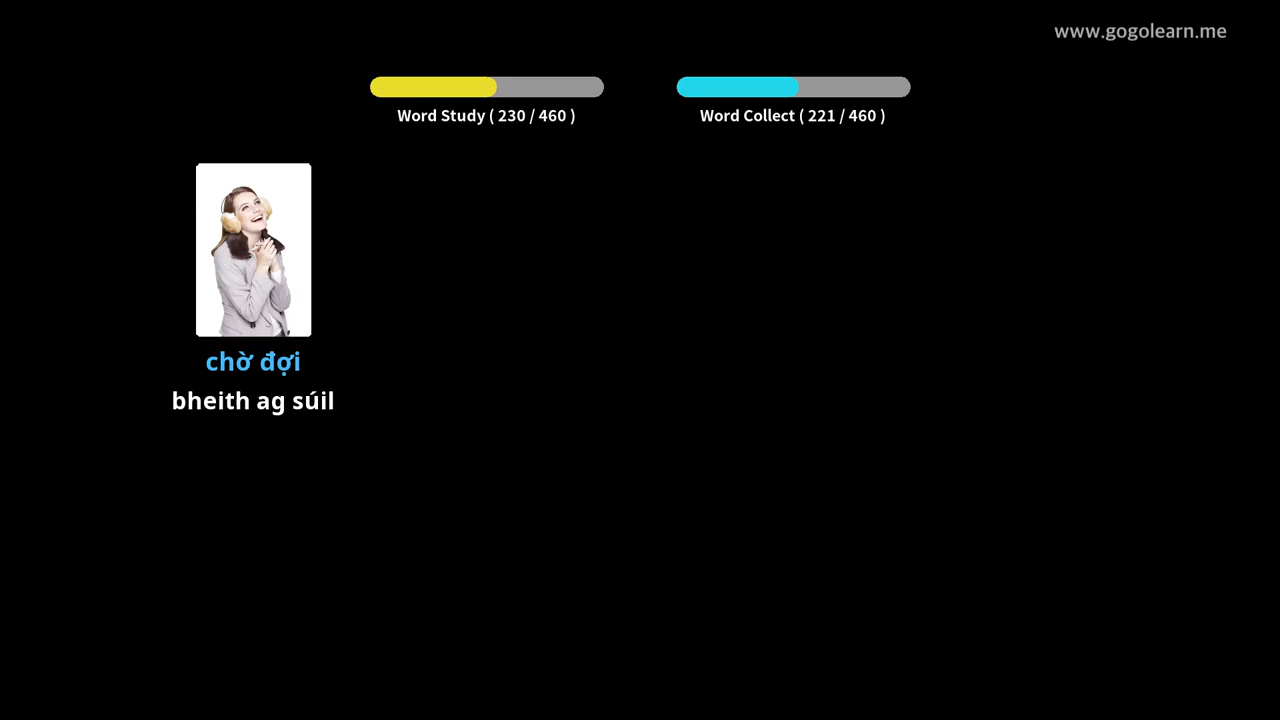 www.gogolearn.me
Word Study ( 230 / 460 )
Word Collect ( 221 / 460 )
chờ đợi
bheith ag súil